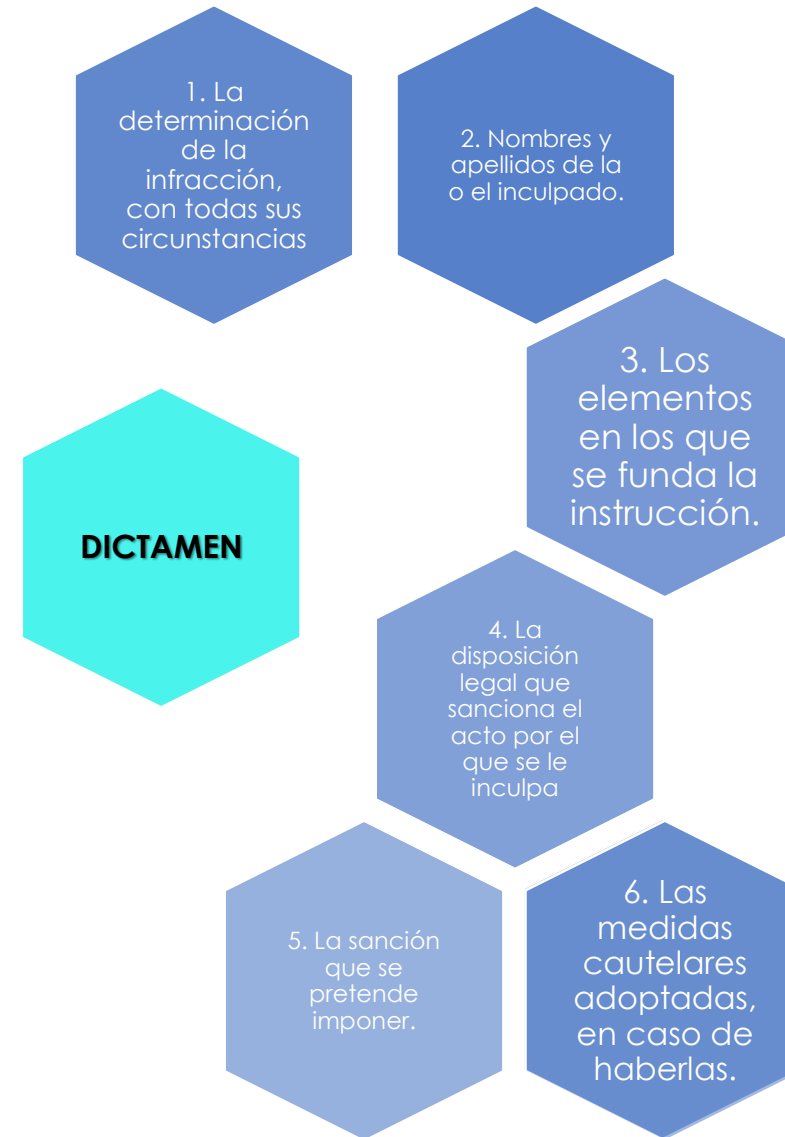 1. La
determinación
de la
infracción,
con todas sus
circunstancias
2. Nombres y
apellidos de la
o el inculpado.
3. Los
elementos
en los que
se funda la
instrucción.
DICTAMEN
4. La
disposición
legal que
sanciona el
acto por el
que se le
inculpa
5. La sanción
que se
pretende
imponer.
6. Las
medidas
cautelares
adoptadas,
en caso de
haberlas.